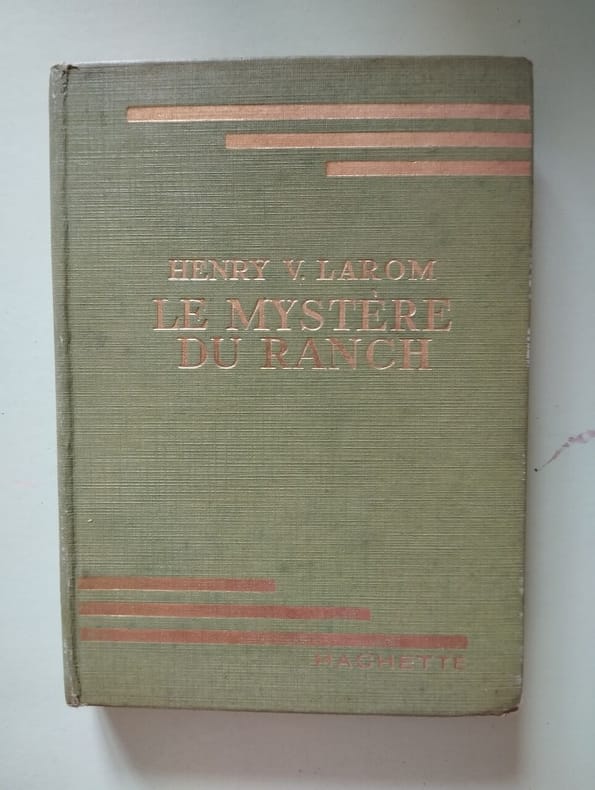 HENRY V. LAROM
LE MYSTÈRE
DU RANCH
HACHETTE